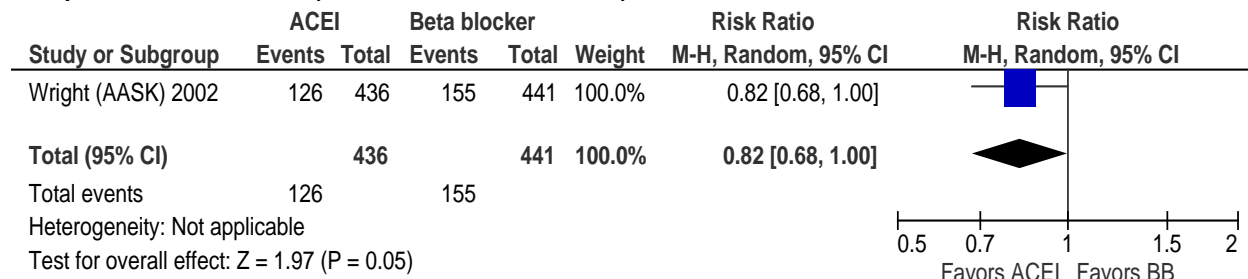 ACEI Beta blocker Risk Ratio Risk Ratio
Study or Subgroup Events Total Events Total Weight M-H, Random, 95% CI M-H, Random, 95% CI
Wright (AASK) 2002 126 436 155 441 100.0% 0.82 [0.68, 1.00]
Total (95% CI) 436 441 100.0% 0.82 [0.68, 1.00]
Total events 126 155
Heterogeneity: Not applicable
Test for overall effect: Z = 1.97 (P = 0.05)
0.5 0.7 1 1.5 2
Favors ACEI Favors BB